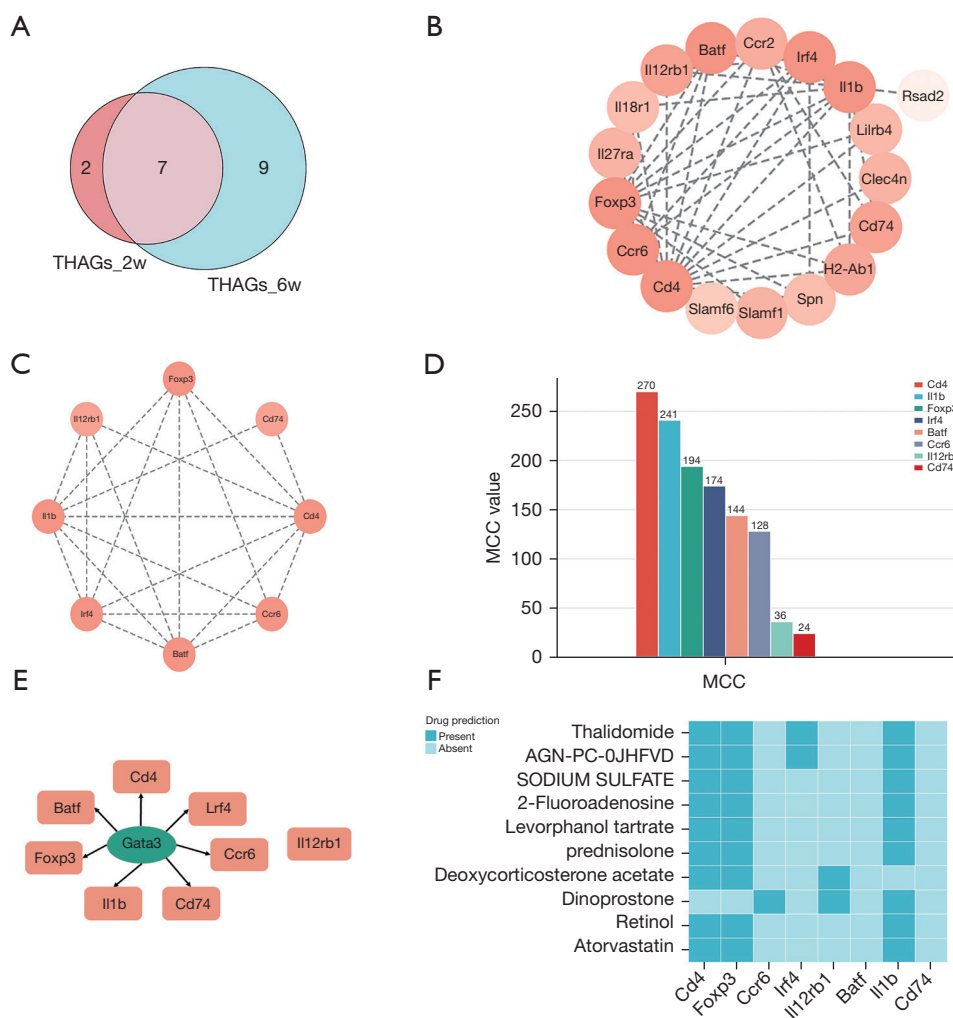 A
2
7
9
THAGs_2w
THAGs_6w
B
Batf
Ccr2
Irf4
Il12rb1
Il1b
Rsad2
Il18r1
Lilrb4
Il27ra
Clec4n
Foxp3
Cd74
Ccr6
H2-Ab1
Cd4
Spn
Slamf6
Slamf1
C
Foxp3
Il12rb1
Cd74
Il1b
Cd4
Irf4
Ccr6
Batf
D
MCC value
250
200
150
100
50
0
270
241
194
174
144
128
36
24
MCC
Cd4
Il1b
Foxp3
Irf4
Batf
Ccr6
Il12rb
Cd74
E
Cd4
Batf
Lrf4
Gata3
Il12rb1
Foxp3
Ccr6
Il1b
Cd74
F
Drug prediction
Present
Absent
Thalidomide
AGN-PC-0JHFVD
SODIUM SULFATE
2-Fluoroadenosine
Levorphanol tartrate
prednisolone
Deoxycorticosterone acetate
Dinoprostone
Retinol
Atorvastatin
Cd4
Foxp3
Ccr6
Irf4
Il12rb1
Batf
Il1b
Cd74